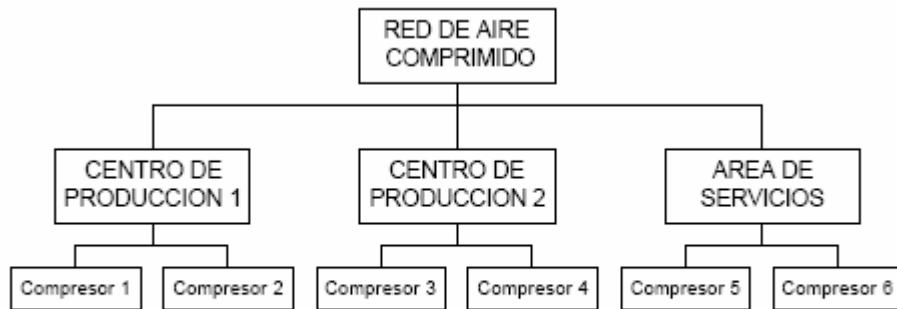 RED DE AIRE
COMPRIMIDO
CENTRO DE
PRODUCCION 1
CENTRO DE
PRODUCCION 2
AREA DE
SERVICIOS
Compresor 1
Compresor 2
Compresor 3
Compresor 4
Compresor 5
Compresor 6